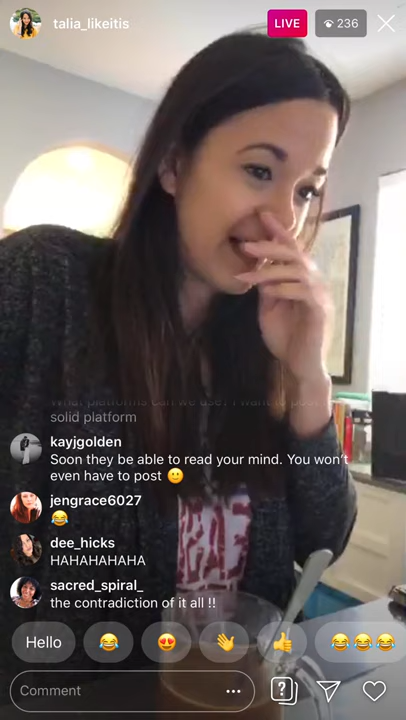 talia_likeitis
LIVE
236
What platforms can we use? I want to post
solid platform
kayjgolden
Soon they be able to read your mind. You won't
even have to post 🙂
jengrace6027
😂
dee_hicks
HAHAHAHAHA
sacred_spiral_
the contradiction of it all !!
Hello 😂 😍 👋 👍 😂😂😂
Comment